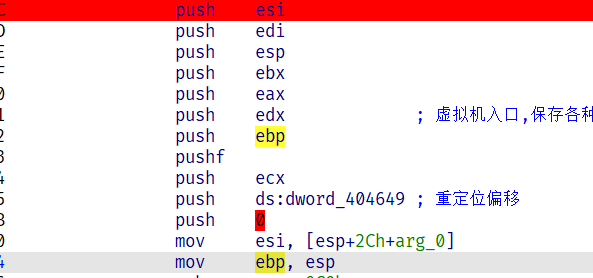 C push esi
D push edi
E push esp
F push ebx
0 push eax
1 push edx ; 虚拟机入口,保存各种
2 push ebp
3 pushf
4 push ecx
5 push ds:dword_404649 ; 重定位偏移
B push 0
0 mov esi, [esp+2Ch+arg_0]
4 mov ebp, esp